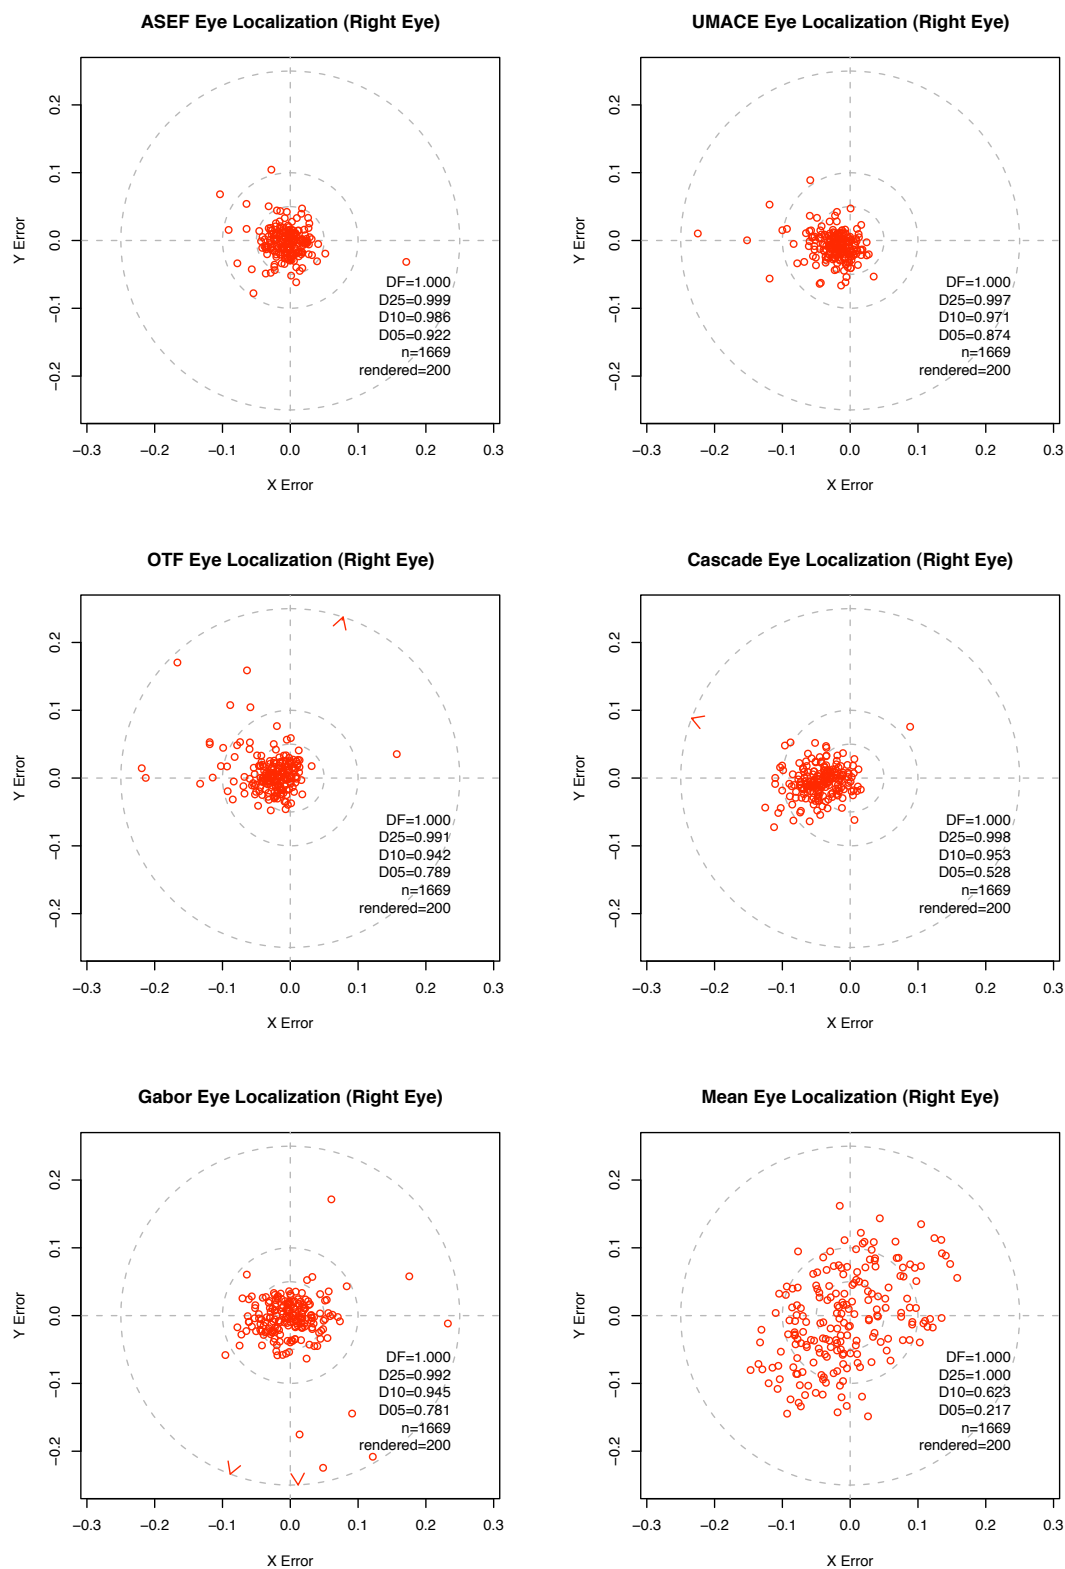 ASEF Eye Localization (Right Eye)
Y Error
0.2
0.1
0.0
−0.1
−0.2
DF=1.000
D25=0.999
D10=0.986
D05=0.922
n=1669
rendered=200
−0.3 −0.2 −0.1 0.0 0.1 0.2 0.3
X Error
UMACE Eye Localization (Right Eye)
Y Error
0.2
0.1
0.0
−0.1
−0.2
DF=1.000
D25=0.997
D10=0.971
D05=0.874
n=1669
rendered=200
−0.3 −0.2 −0.1 0.0 0.1 0.2 0.3
X Error
OTF Eye Localization (Right Eye)
Y Error
0.2
0.1
0.0
−0.1
−0.2
DF=1.000
D25=0.991
D10=0.942
D05=0.789
n=1669
rendered=200
−0.3 −0.2 −0.1 0.0 0.1 0.2 0.3
X Error
Cascade Eye Localization (Right Eye)
Y Error
0.2
0.1
0.0
−0.1
−0.2
DF=1.000
D25=0.998
D10=0.953
D05=0.528
n=1669
rendered=200
−0.3 −0.2 −0.1 0.0 0.1 0.2 0.3
X Error
Gabor Eye Localization (Right Eye)
Y Error
0.2
0.1
0.0
−0.1
−0.2
DF=1.000
D25=0.992
D10=0.945
D05=0.781
n=1669
rendered=200
−0.3 −0.2 −0.1 0.0 0.1 0.2 0.3
X Error
Mean Eye Localization (Right Eye)
Y Error
0.2
0.1
0.0
−0.1
−0.2
DF=1.000
D25=1.000
D10=0.623
D05=0.217
n=1669
rendered=200
−0.3 −0.2 −0.1 0.0 0.1 0.2 0.3
X Error